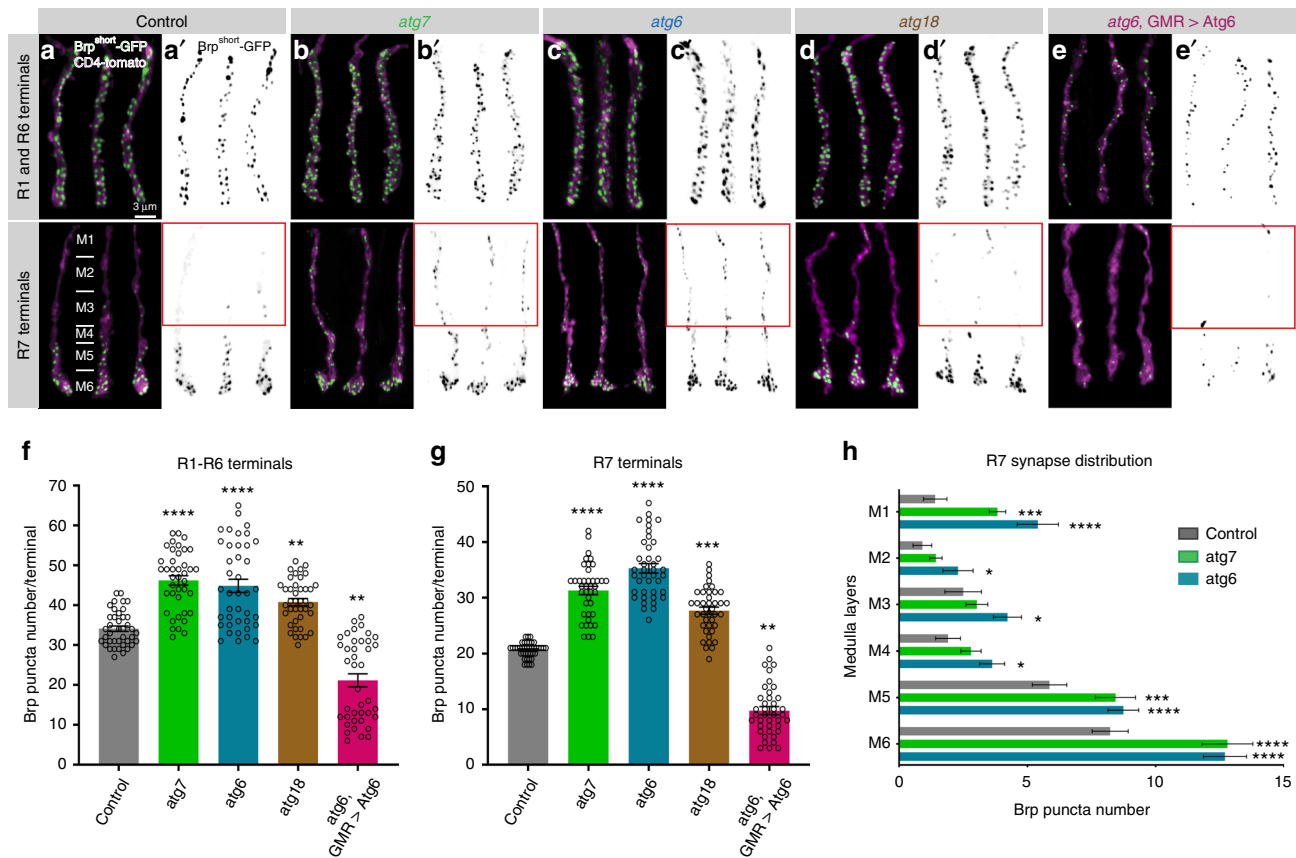 Control
atg7
atg6
atg18
atg6, GMR > Atg6
R1 and R6 terminals
R7 terminals
a
Brpshort-GFP
CD4-tomato
a′
Brpshort-GFP
b
b′
c
c′
d
d′
e
e′
3 μm
M1
M2
M3
M4
M5
M6
f
R1-R6 terminals
Brp puncta number/terminal
70
60
50
40
30
20
10
0
****
****
**
**
Control
atg7
atg6
atg18
atg6,
GMR > Atg6
g
R7 terminals
Brp puncta number/terminal
50
40
30
20
10
0
****
****
***
**
Control
atg7
atg6
atg18
atg6,
GMR > Atg6
h
R7 synapse distribution
Medulla layers
M1
***
****
M2
*
M3
*
M4
*
M5
***
****
M6
****
****
0
5
10
15
Brp puncta number
Control
atg7
atg6